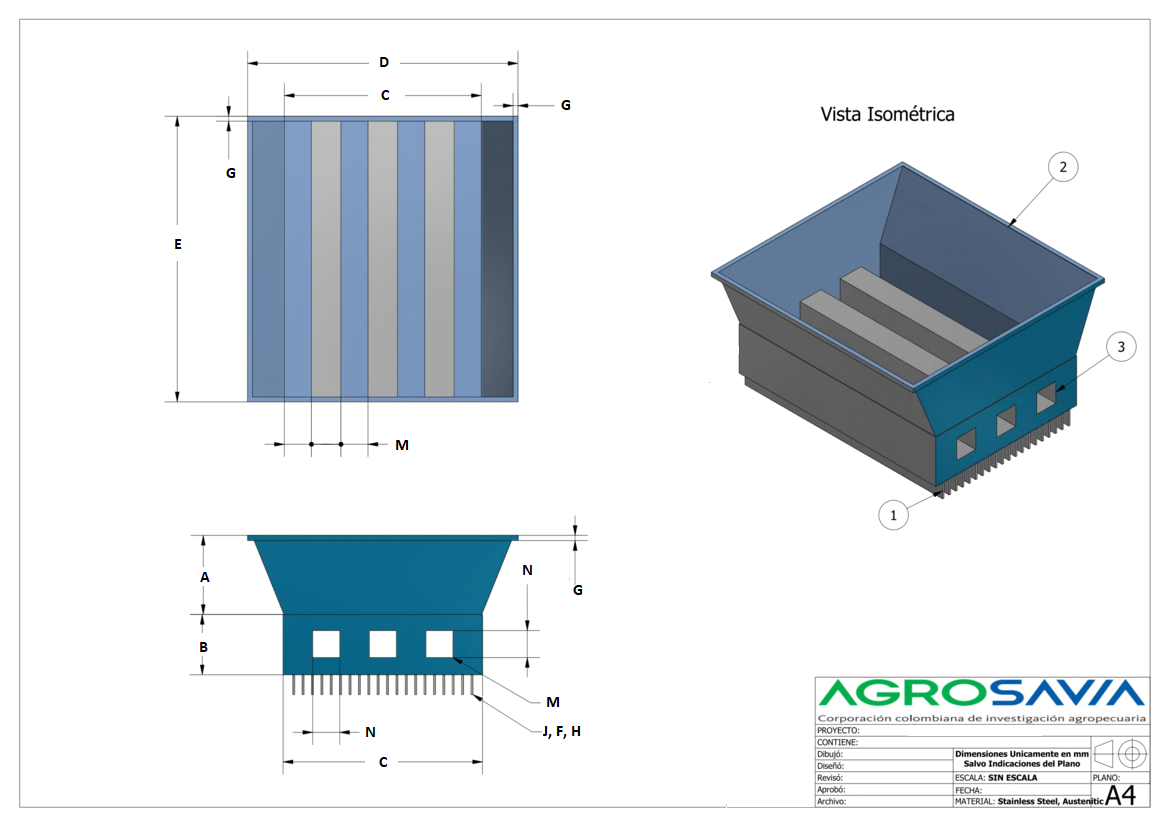 D
C
G
G
E
M
Vista Isométrica
2
3
1
A
B
N
G
M
N
J, F, H
C
AGROSAVIA
Corporación colombiana de investigación agropecuaria
PROYECTO:
CONTIENE:
Dibujó:
Diseñó:
Revisó:
Aprobó:
Archivo:
Dimensiones Unicamente en mm
Salvo Indicaciones del Plano
ESCALA: SIN ESCALA
FECHA:
MATERIAL: Stainless Steel, Austenitic
PLANO:
A4